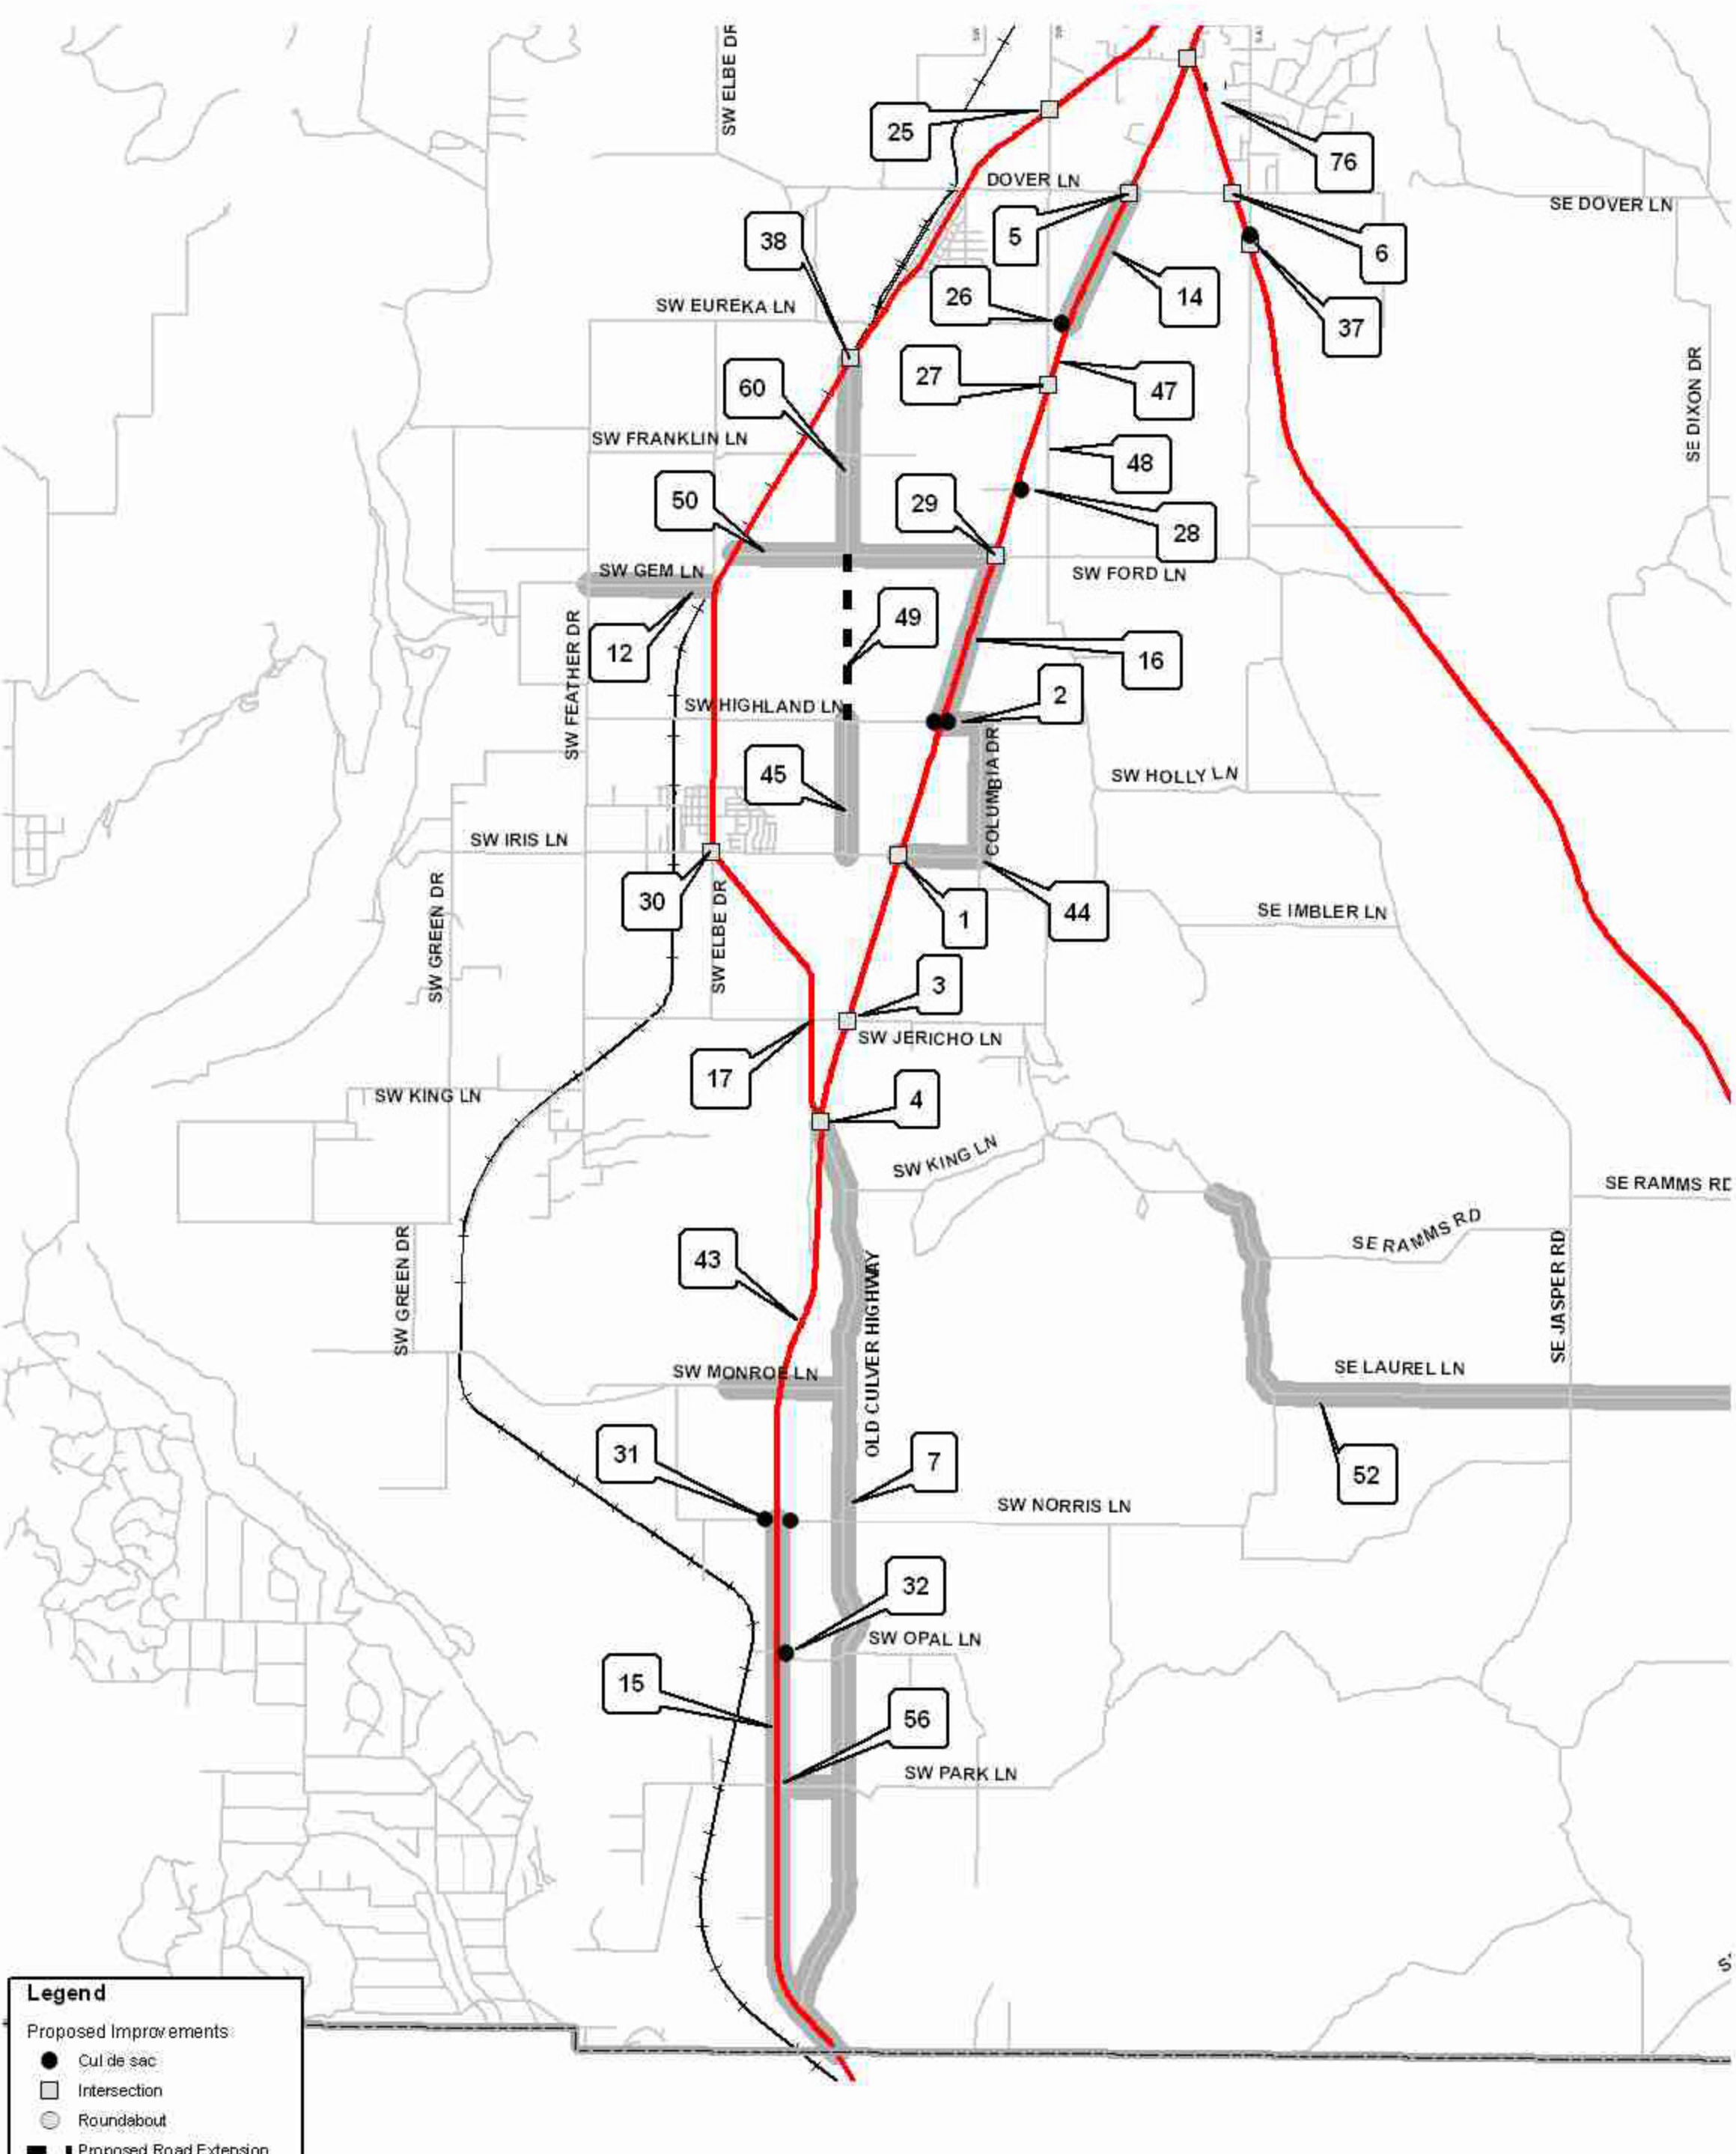 SW ELBE DR
25
76
DOVER LN
SE DOVER LN
5
38
6
26
14
SW EUREKA LN
37
27
60
47
SE DIXON DR
SW FRANKLIN LN
48
50
29
28
SW GEM LN
SW FORD LN
49
12
16
SW FEATHER DR
2
SW HIGHLAND LN
COLUMBIA DR
45
SW HOLLY LN
SW IRIS LN
30
1
44
SE IMBLER LN
SW GREEN DR
SW ELBE DR
3
SW JERICHO LN
17
SW KING LN
4
SW KING LN
SE RAMMS RD
SE RAMMS RD
43
SW GREEN DR
OLD CULVER HIGHWAY
SE JASPER RD
SW MONROE LN
SE LAUREL LN
31
7
52
SW NORRIS LN
32
SW OPAL LN
15
56
SW PARK LN
Legend
Proposed Improvements
Cul de sac
Intersection
Roundabout
Proposed Road Extension